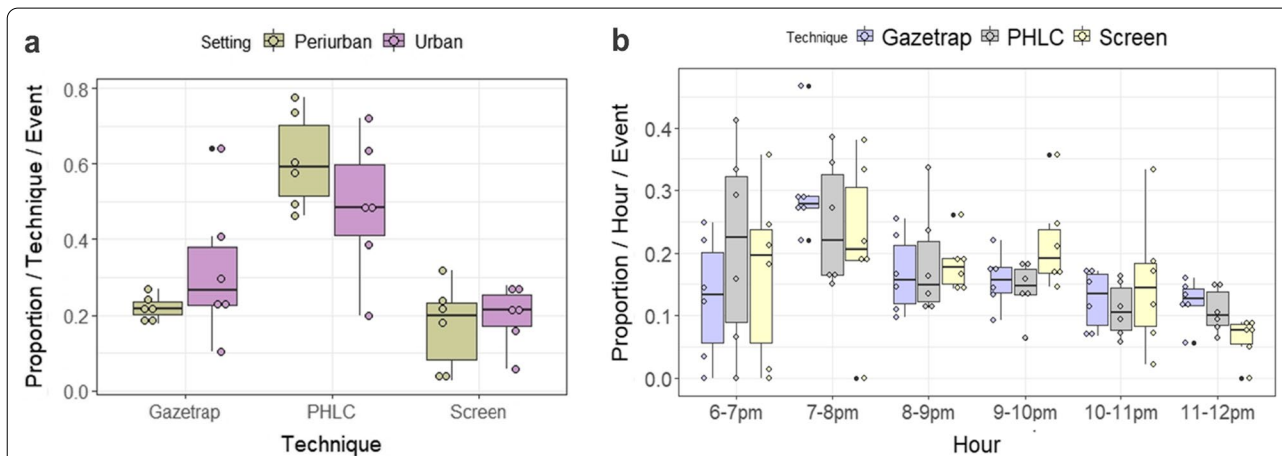 a
Setting Periurban Urban
Proportion / Technique / Event
0.8
0.6
0.4
0.2
0.0
Gazetrap PHLC Screen
Technique
b
Technique Gazetrap PHLC Screen
Proportion / Hour / Event
0.4
0.3
0.2
0.1
0.0
6-7pm 7-8pm 8-9pm 9-10pm 10-11pm 11-12pm
Hour